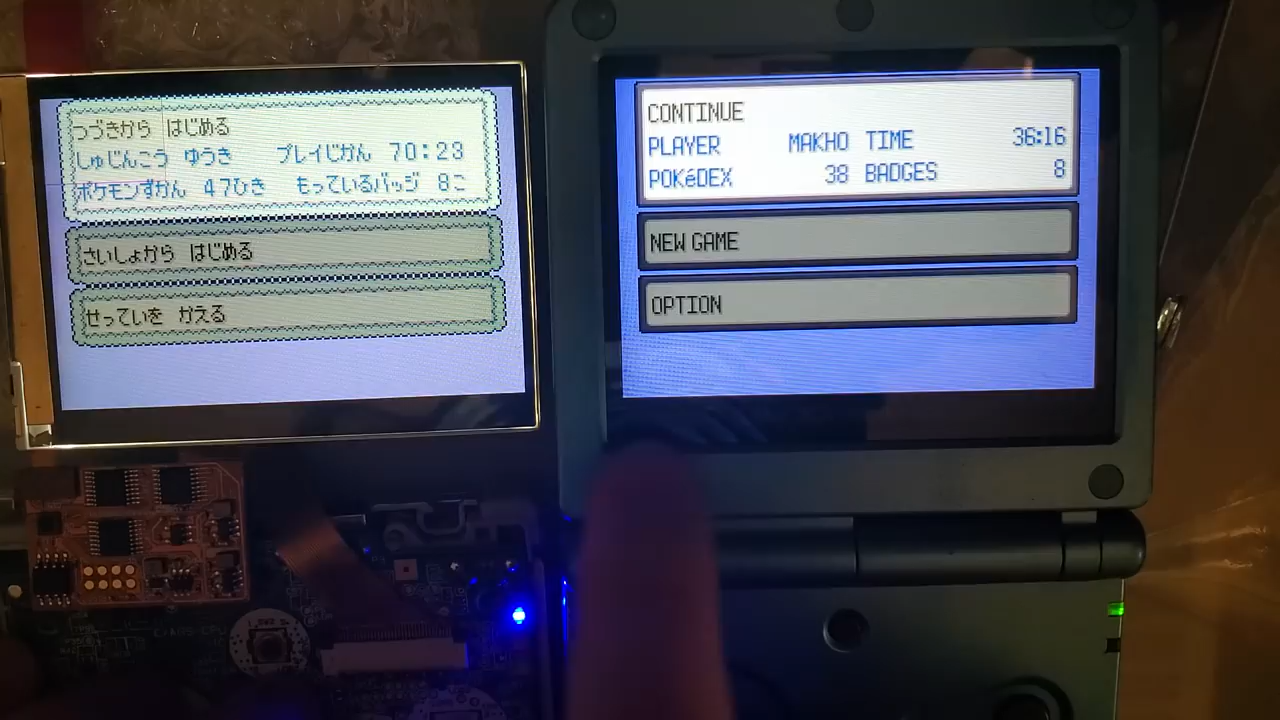 つづきから はじめる
しゅじんこう ゆうき プレイじかん 70:23
ポケモンずかん 47ひき もっているバッジ 8こ
さいしょから はじめる
せっていを かえる
CONTINUE
PLAYER MAKHO TIME 36:16
POKéDEX 38 BADGES 8
NEW GAME
OPTION